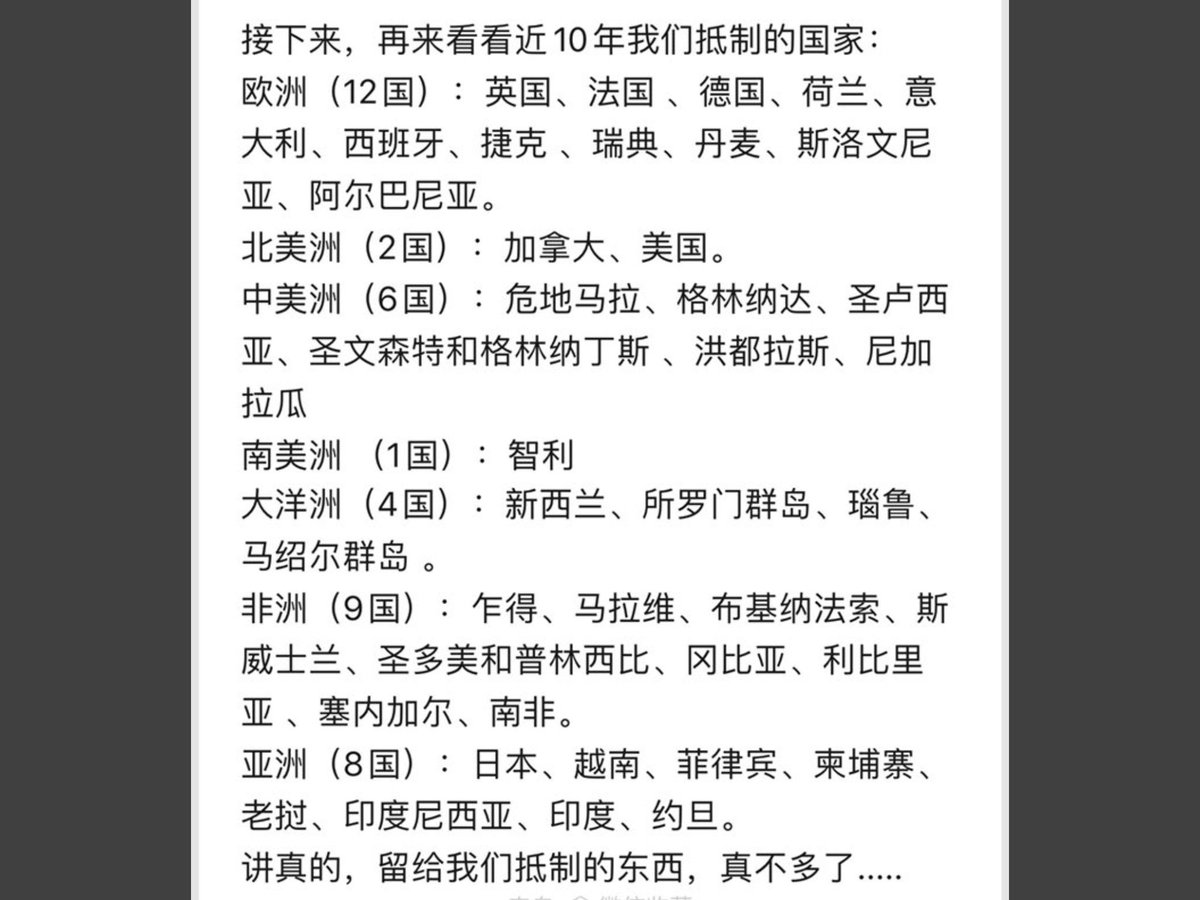 接下来，再来看看近10年我们抵制的国家：
欧洲（12国）：英国、法国 、德国、荷兰、意
大利、西班牙、捷克 、瑞典、丹麦、斯洛文尼
亚、阿尔巴尼亚。
北美洲（2国）：加拿大、美国。
中美洲（6国）：危地马拉、格林纳达、圣卢西
亚、圣文森特和格林纳丁斯 、洪都拉斯、尼加
拉瓜
南美洲 （1国）：智利
大洋洲（4国）：新西兰、所罗门群岛、瑙鲁、
马绍尔群岛 。
非洲（9国）：乍得、马拉维、布基纳法索、斯
威士兰、圣多美和普林西比、冈比亚、利比里
亚 、塞内加尔、南非。
亚洲（8国）：日本、越南、菲律宾、柬埔寨、
老挝、印度尼西亚、印度、约旦。
讲真的，留给我们抵制的东西，真不多了.....